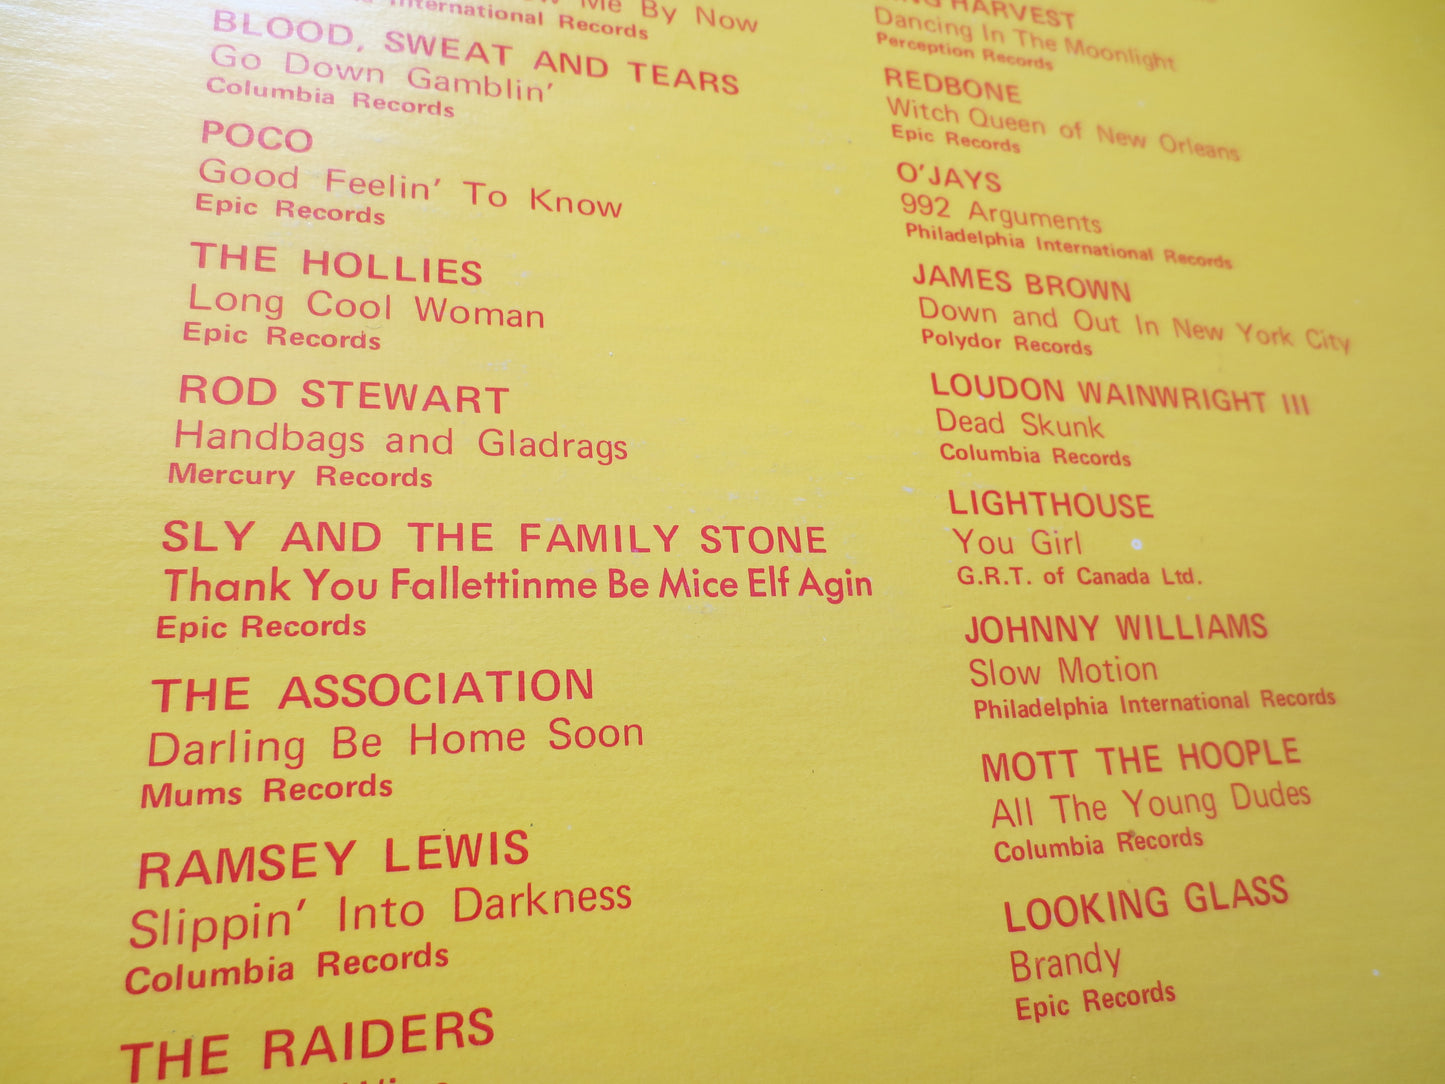 Me By Now
International Records
BLOOD, SWEAT AND TEARS
Go Down Gamblin'
Columbia Records
POCO
Good Feelin' To Know
Epic Records
THE HOLLIES
Long Cool Woman
Epic Records
ROD STEWART
Handbags and Gladrags
Mercury Records
SLY AND THE FAMILY STONE
Thank You Fallettinme Be Mice Elf Agin
Epic Records
THE ASSOCIATION
Darling Be Home Soon
Mums Records
RAMSEY LEWIS
Slippin' Into Darkness
Columbia Records
THE RAIDERS
HARVEST
Dancing In The Moonlight
Perception Records
REDBONE
Witch Queen of New Orleans
Epic Records
O'JAYS
992 Arguments
Philadelphia International Records
JAMES BROWN
Down and Out In New York City
Polydor Records
LOUDON WAINWRIGHT III
Dead Skunk
Columbia Records
LIGHTHOUSE
You Girl
G.R.T. of Canada Ltd.
JOHNNY WILLIAMS
Slow Motion
Philadelphia International Records
MOTT THE HOOPLE
All The Young Dudes
Columbia Records
LOOKING GLASS
Brandy
Epic Records